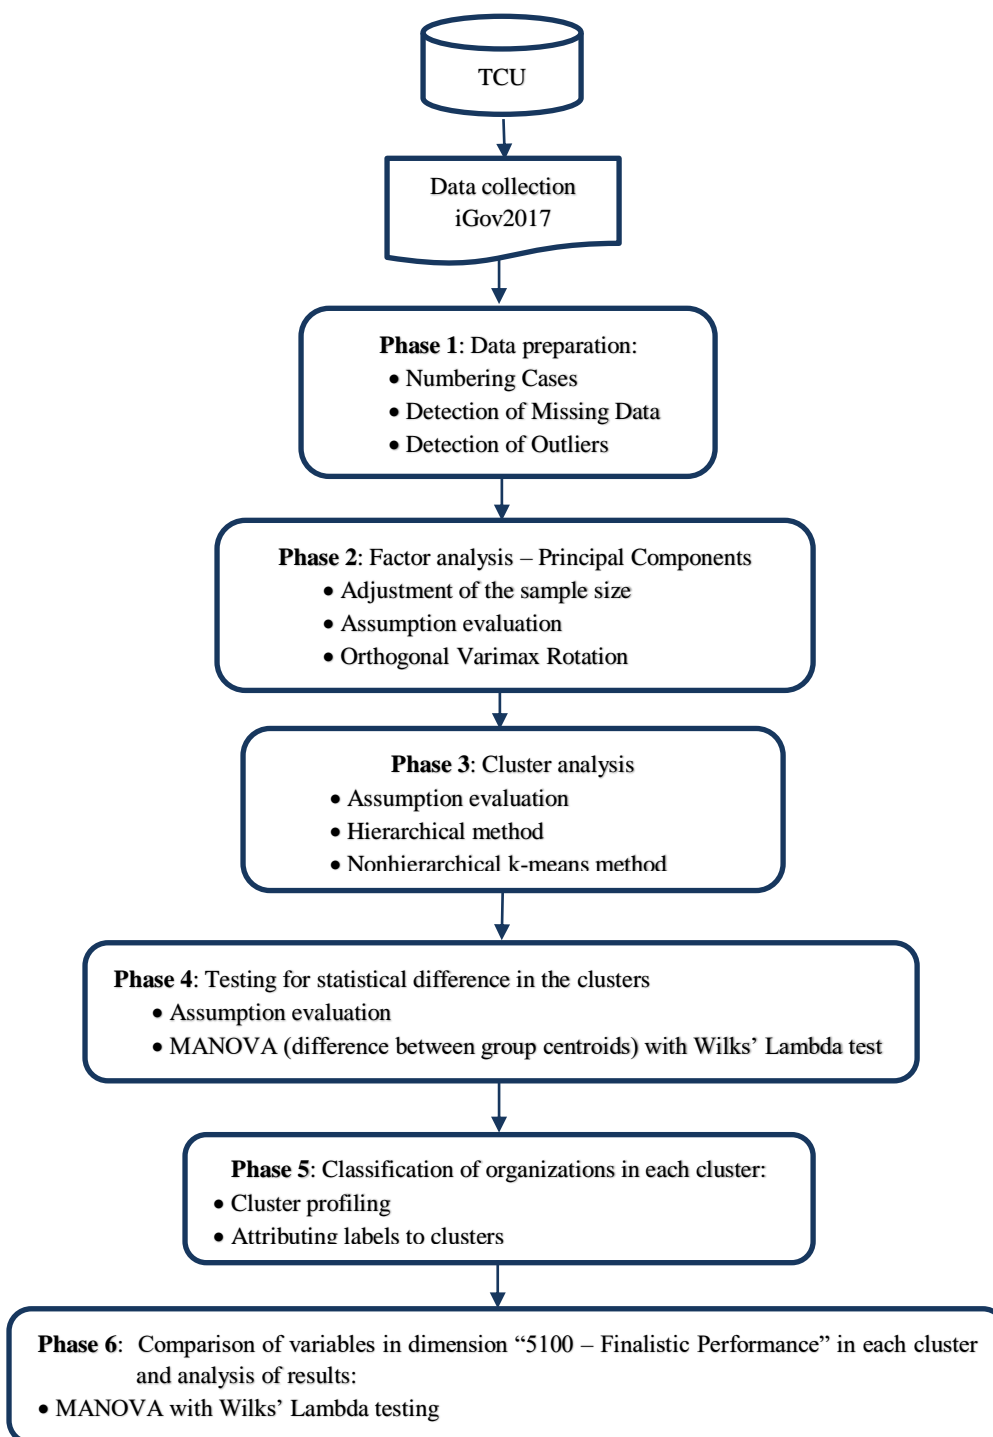 TCU
Data collection
iGov2017
Phase 1: Data preparation:
• Numbering Cases
• Detection of Missing Data
• Detection of Outliers
Phase 2: Factor analysis – Principal Components
• Adjustment of the sample size
• Assumption evaluation
• Orthogonal Varimax Rotation
Phase 3: Cluster analysis
• Assumption evaluation
• Hierarchical method
• Nonhierarchical k-means method
Phase 4: Testing for statistical difference in the clusters
• Assumption evaluation
• MANOVA (difference between group centroids) with Wilks’ Lambda test
Phase 5: Classification of organizations in each cluster:
• Cluster profiling
• Attributing labels to clusters
Phase 6: Comparison of variables in dimension “5100 – Finalistic Performance” in each cluster
and analysis of results:
• MANOVA with Wilks’ Lambda testing